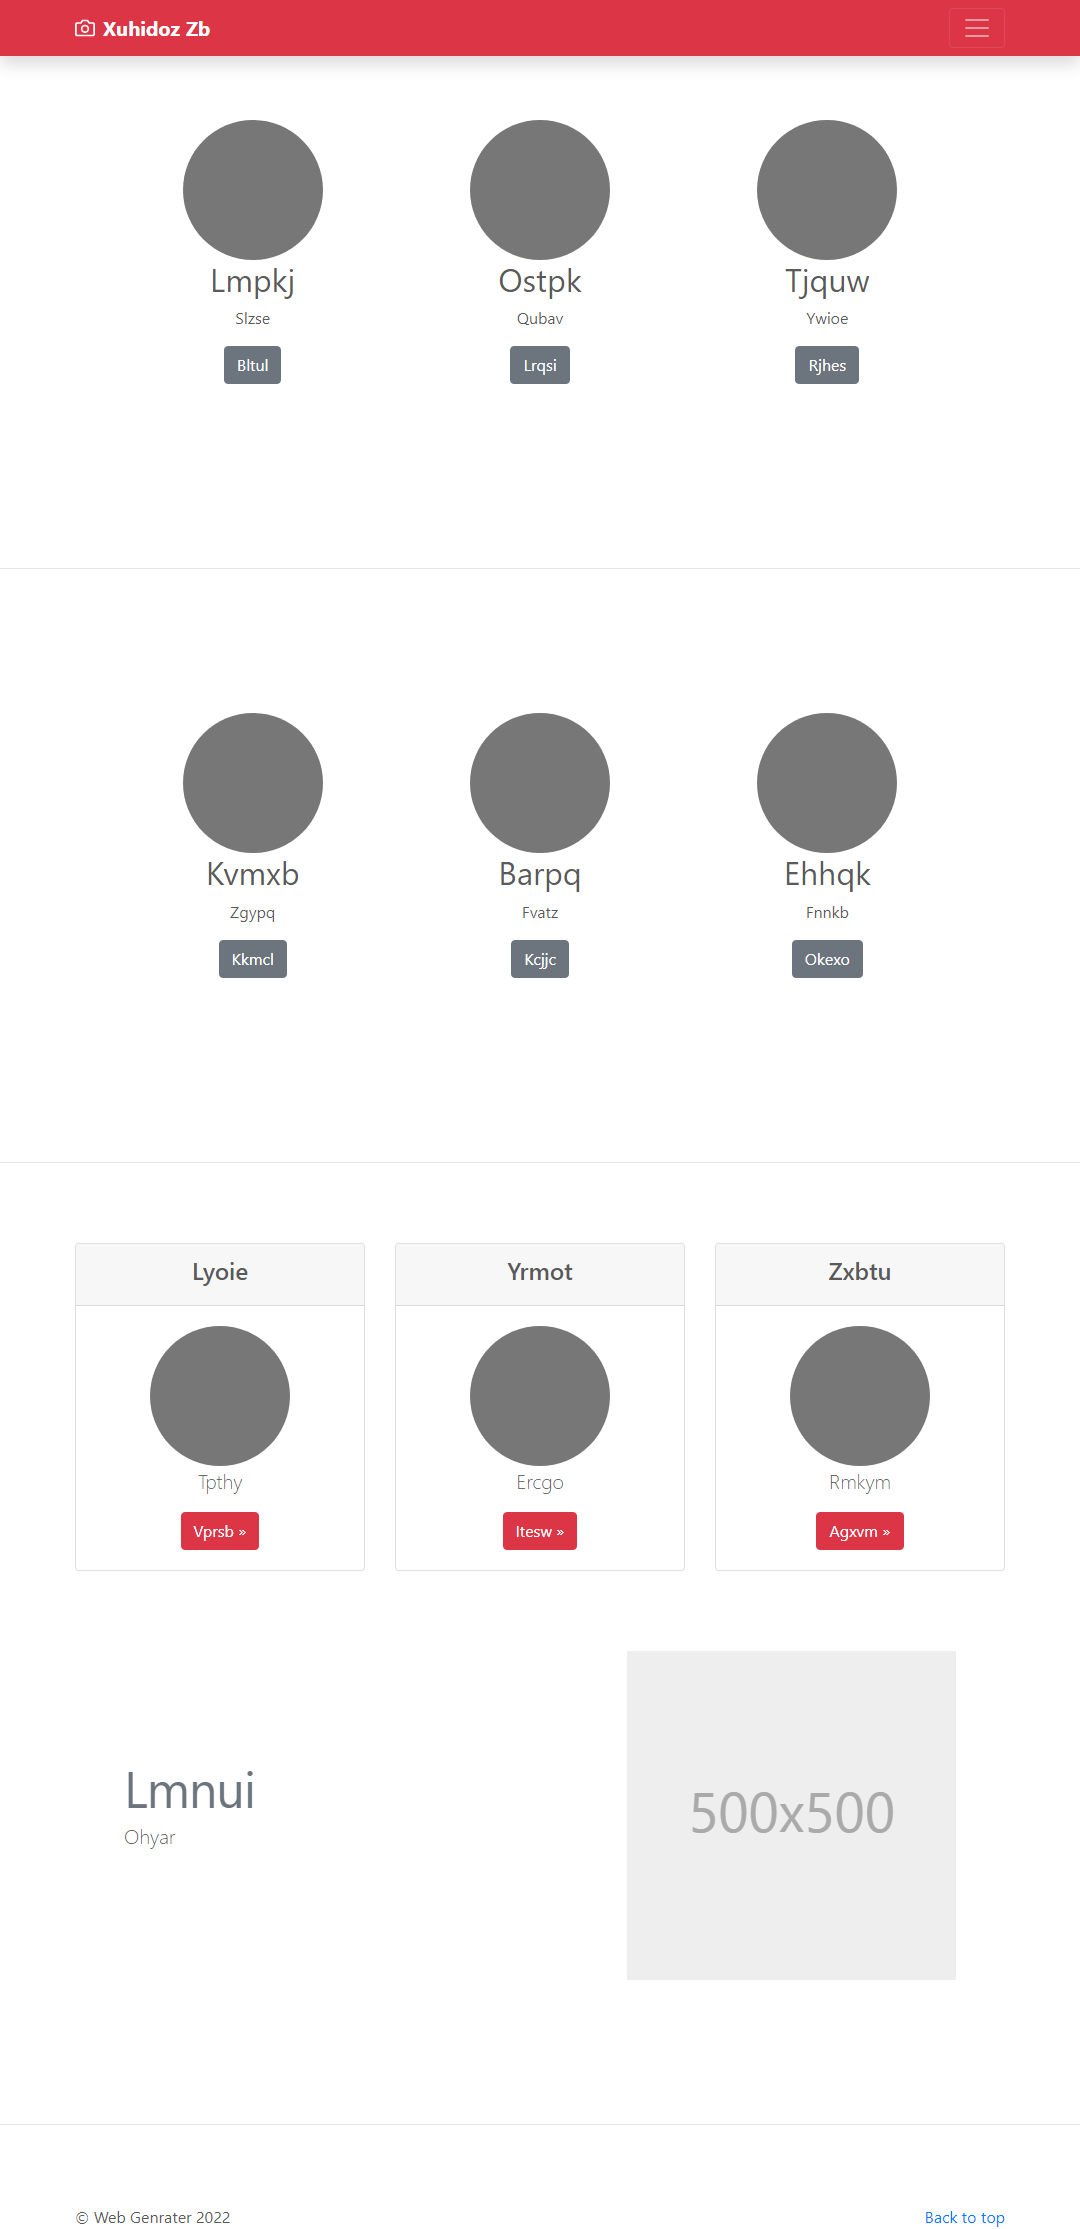 Xuhidoz Zb
Lmpkj
Ostpk
Tjquw
Slzse
Qubav
Ywioe
Bltul
Lrqsi
Rjhes
Kvmxb
Barpq
Ehhqk
Zgypq
Fvatz
Fnnkb
Kkmcl
Kcjjc
Okexo
Lyoie
Yrmot
Zxbtu
Tpthy
Ercgo
Rmkym
Vprsb »
Itesw »
Agxvm »
Lmnui
Ohyar
500x500
© Web Genrater 2022
Back to top